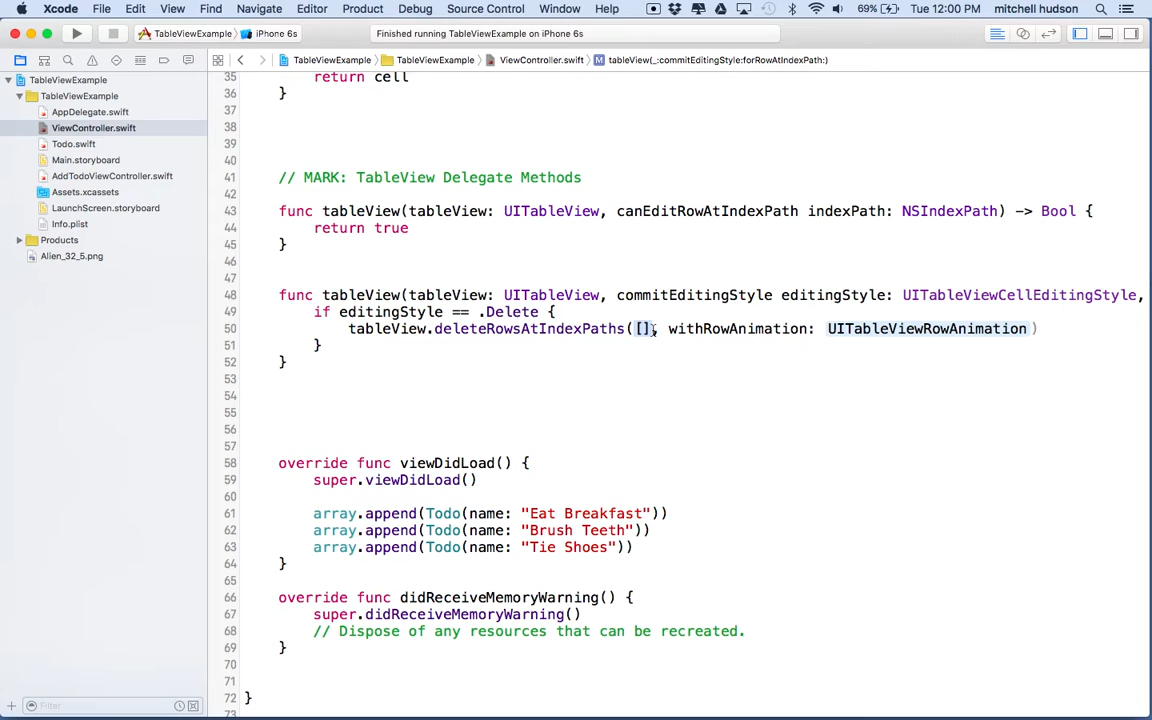 Xcode File Edit View Find Navigate Editor Product Debug Source Control Window Help 69% Tue 12:00 PM mitchell hudson
TableViewExample iPhone 6s Finished running TableViewExample on iPhone 6s
TableViewExample TableViewExample ViewController.swift M tableView(_:commitEditingStyle:forRowAtIndexPath:)
TableViewExample
TableViewExample
AppDelegate.swift
ViewController.swift
Todo.swift
Main.storyboard
AddTodoViewController.swift
Assets.xcassets
LaunchScreen.storyboard
Info.plist
Products
Alien_32_5.png
Filter
35 return cell
36 }
37
38
39
40
41 // MARK: TableView Delegate Methods
42
43 func tableView(tableView: UITableView, canEditRowAtIndexPath indexPath: NSIndexPath) -> Bool {
44 return true
45 }
46
47
48 func tableView(tableView: UITableView, commitEditingStyle editingStyle: UITableViewCellEditingStyle,
49 if editingStyle == .Delete {
50 tableView.deleteRowsAtIndexPaths([], withRowAnimation: UITableViewRowAnimation)
51 }
52 }
53
54
55
56
57
58 override func viewDidLoad() {
59 super.viewDidLoad()
60
61 array.append(Todo(name: "Eat Breakfast"))
62 array.append(Todo(name: "Brush Teeth"))
63 array.append(Todo(name: "Tie Shoes"))
64 }
65
66 override func didReceiveMemoryWarning() {
67 super.didReceiveMemoryWarning()
68 // Dispose of any resources that can be recreated.
69 }
70
71
72 }
73